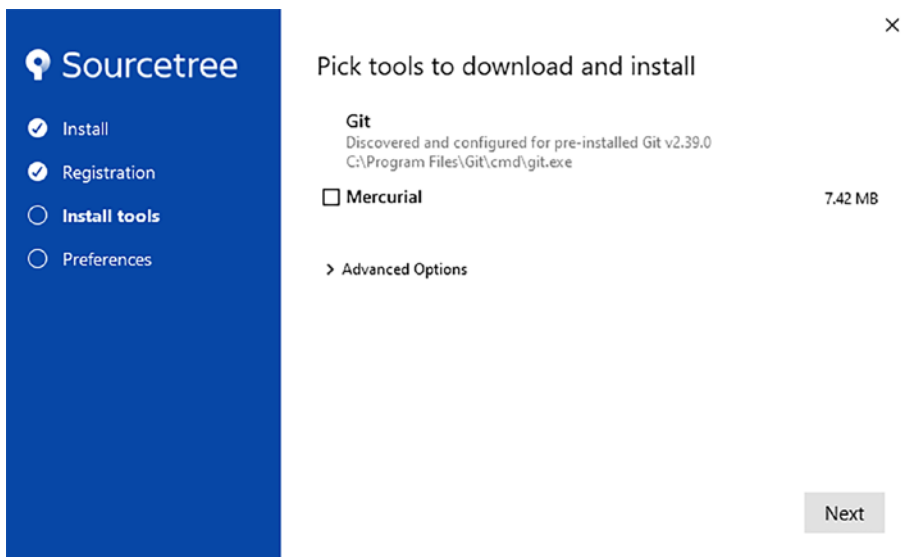 Sourcetree
Install
Registration
Install tools
Preferences
Pick tools to download and install
Git
Discovered and configured for pre-installed Git v2.39.0
C:\Program Files\Git\cmd\git.exe
Mercurial 7.42 MB
Advanced Options
Next